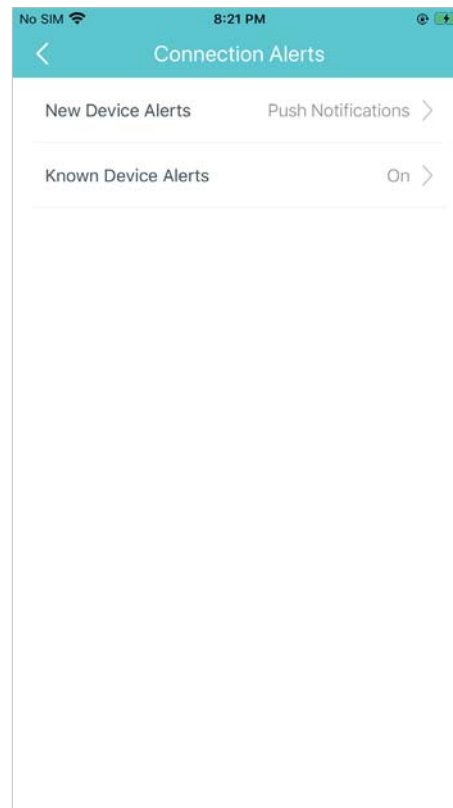 No SIM 8:21 PM
Connection Alerts
New Device Alerts Push Notifications
Known Device Alerts On